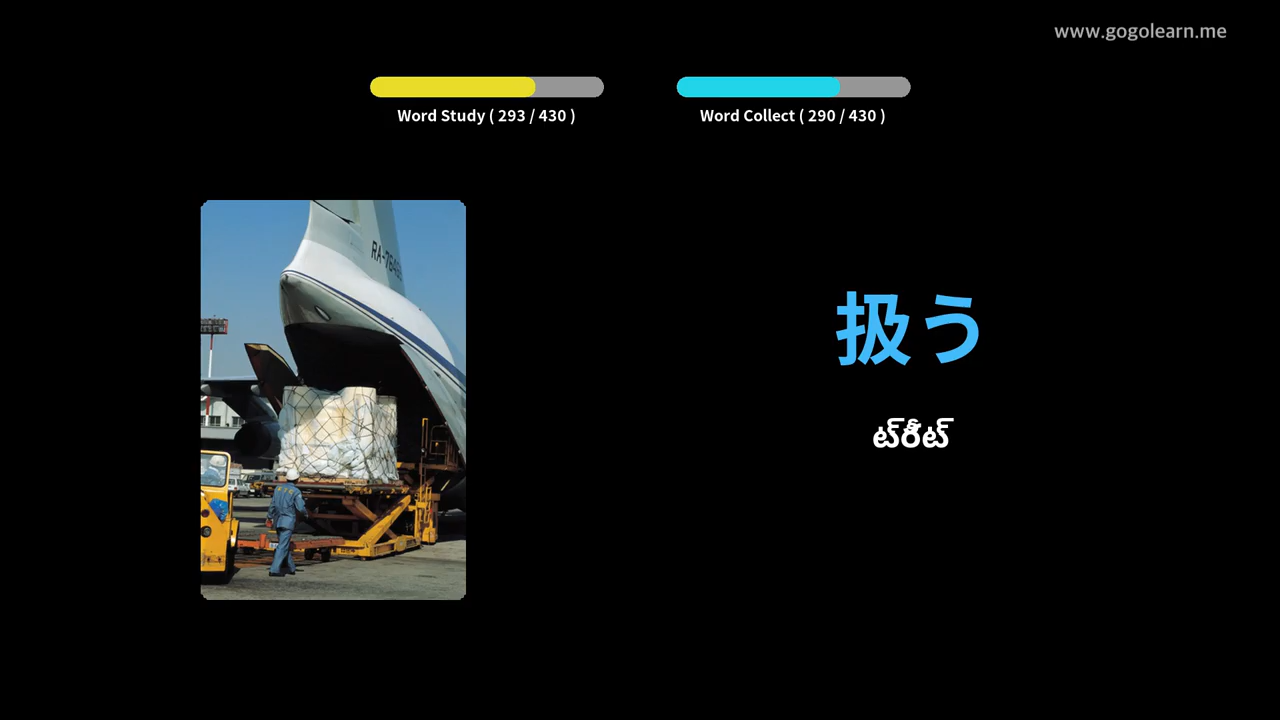 www.gogolearn.me
Word Study ( 293 / 430 )
Word Collect ( 290 / 430 )
扱う
ట్రీట్